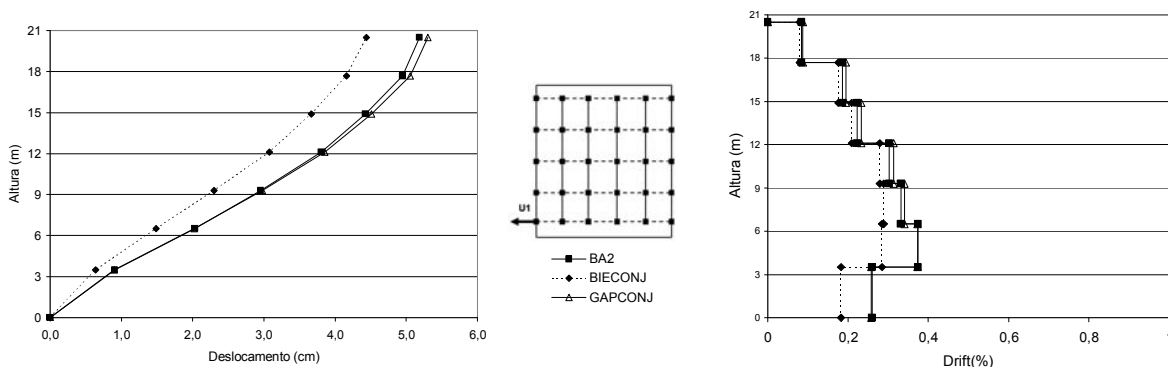 21
18
15
12
9
6
3
0
Altura (m)
0,0 1,0 2,0 3,0 4,0 5,0 6,0
Deslocamento (cm)
U1
BA2
BIECONJ
GAPCONJ
21
18
15
12
9
6
3
0
Altura (m)
0 0,2 0,4 0,6 0,8 1
Drift(%)